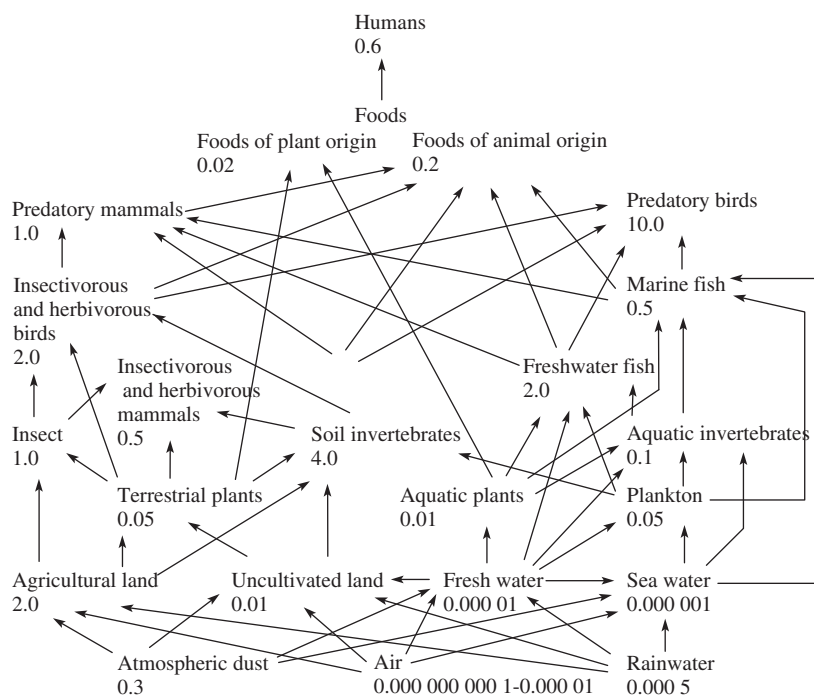 Humans
0.6
Foods
Foods of plant origin
0.02
Foods of animal origin
0.2
Predatory mammals
1.0
Predatory birds
10.0
Insectivorous
and herbivorous
birds
2.0
Marine fish
0.5
Insectivorous
and herbivorous
mammals
0.5
Freshwater fish
2.0
Insect
1.0
Soil invertebrates
4.0
Aquatic invertebrates
0.1
Terrestrial plants
0.05
Aquatic plants
0.01
Plankton
0.05
Agricultural land
2.0
Uncultivated land
0.01
Fresh water
0.000 01
Sea water
0.000 001
Atmospheric dust
0.3
Air
0.000 000 000 1-0.000 01
Rainwater
0.000 5